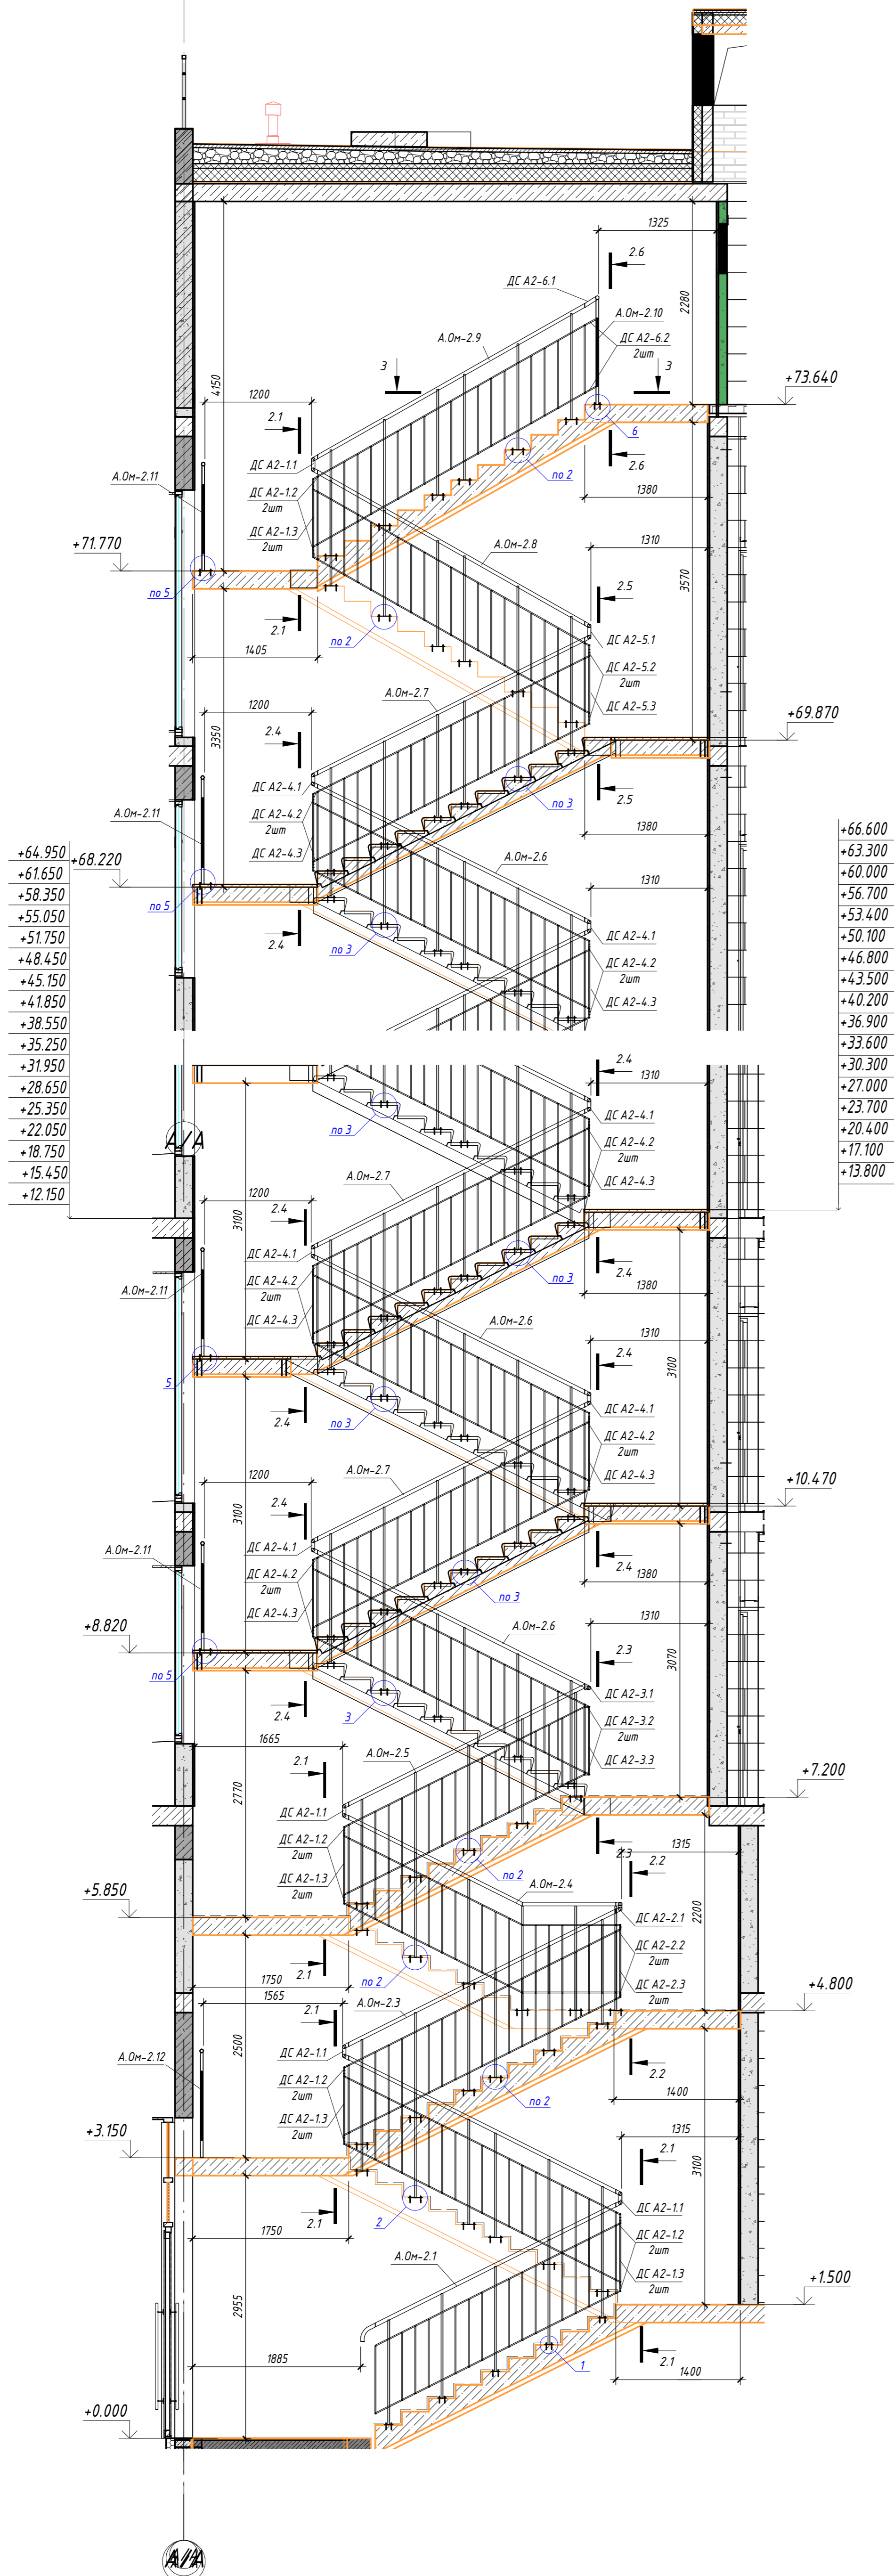 1325
2.6
ДС А2-6.1
2280
А.Ом-2.10
А.Ом-2.9
ДС А2-6.2
2шт
3
3
+73.640
4150
1200
2.1
6
ДС А2-1.1
2.6
А.Ом-2.11
по 2
ДС А2-1.2
2шт
1380
ДС А2-1.3
2шт
1310
+71.770
А.Ом-2.8
3570
2.5
по 5
2.1
по 2
ДС А2-5.1
1405
ДС А2-5.2
2шт
А.Ом-2.7
ДС А2-5.3
1200
+69.870
2.4
3350
ДС А2-4.1
по 3
2.5
А.Ом-2.11
ДС А2-4.2
2шт
1380
+66.600
+64.950
ДС А2-4.3
А.Ом-2.6
+63.300
+68.220
+61.650
+60.000
1310
+58.350
по 5
+56.700
+55.050
+53.400
2.4
по 3
ДС А2-4.1
+51.750
+50.100
ДС А2-4.2
2шт
+48.450
+46.800
+45.150
+43.500
ДС А2-4.3
+41.850
+40.200
+38.550
+36.900
+35.250
+33.600
2.4
+31.950
+30.300
1310
+28.650
+27.000
+25.350
+23.700
ДС А2-4.1
+22.050
+20.400
по 3
А/А
ДС А2-4.2
2шт
+18.750
+17.100
+15.450
+13.800
3100
А.Ом-2.7
ДС А2-4.3
+12.150
1200
2.4
ДС А2-4.1
3100
2.4
по 3
ДС А2-4.2
2шт
А.Ом-2.11
1380
ДС А2-4.3
А.Ом-2.6
1310
2.4
3100
5
ДС А2-4.1
2.4
по 3
ДС А2-4.2
2шт
1200
А.Ом-2.7
ДС А2-4.3
+10.470
2.4
3100
ДС А2-4.1
А.Ом-2.11
2.4
ДС А2-4.2
2шт
1380
по 3
ДС А2-4.3
1310
+8.820
А.Ом-2.6
2.3
3070
по 5
ДС А2-3.1
2.4
3
ДС А2-3.2
2шт
1665
2.1
А.Ом-2.5
ДС А2-3.3
+7.200
2770
ДС А2-1.1
ДС А2-1.2
2шт
по 2
2.3
1315
2.2
ДС А2-1.3
2шт
А.Ом-2.4
+5.850
2200
ДС А2-2.1
ДС А2-2.2
2шт
2.1
1750
по 2
ДС А2-2.3
2шт
+4.800
1565
2.1
А.Ом-2.3
2500
ДС А2-1.1
А.Ом-2.12
2.2
ДС А2-1.2
2шт
1400
по 2
ДС А2-1.3
2шт
1315
+3.150
2.1
3100
ДС А2-1.1
2.1
2
1750
ДС А2-1.2
2шт
А.Ом-2.1
ДС А2-1.3
2шт
+1.500
2955
1885
1
2.1
1400
+0.000